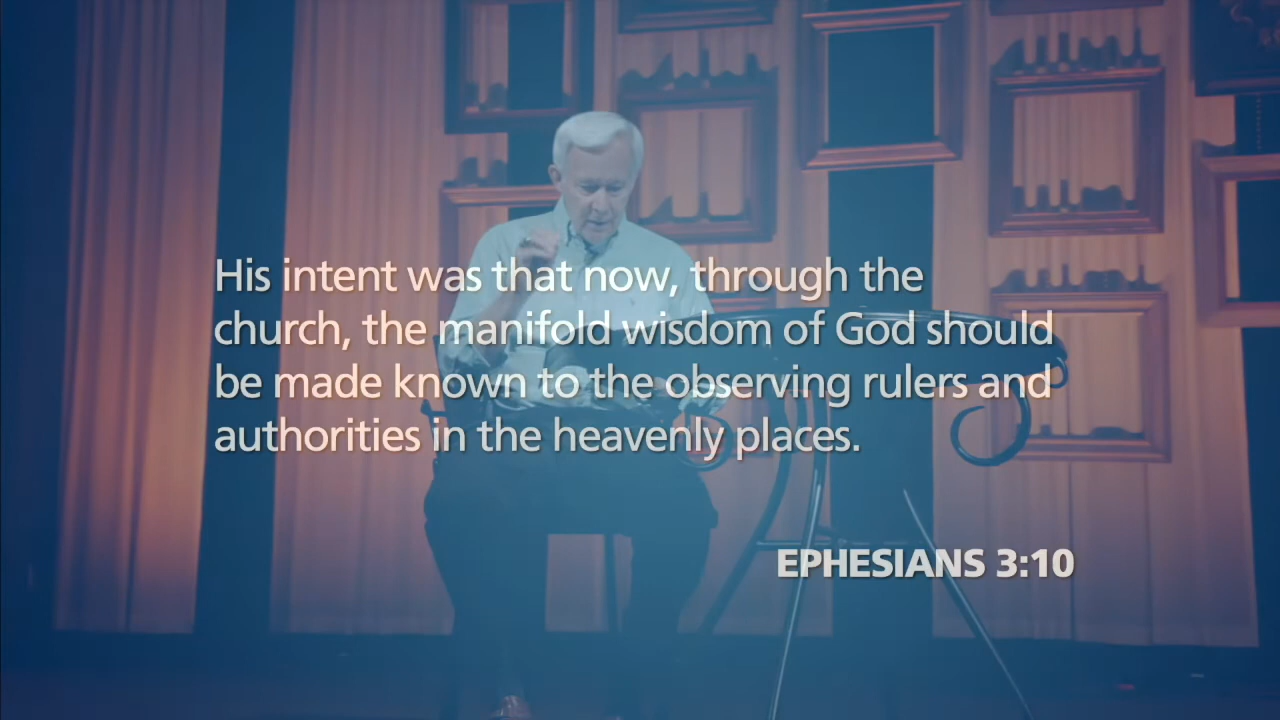 His intent was that now, through the
church, the manifold wisdom of God should
be made known to the observing rulers and
authorities in the heavenly places.
EPHESIANS 3:10